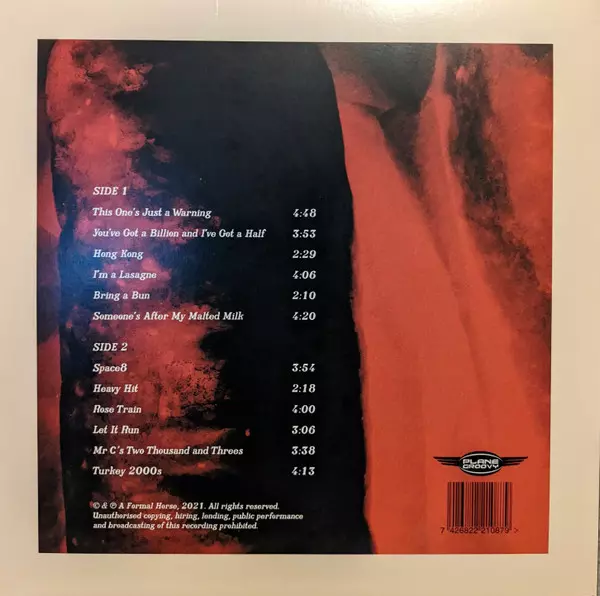 SIDE 1
This One's Just a Warning 4:48
You've Got a Billion and I've Got a Half 3:53
Hong Kong 2:29
I'm a Lasagne 4:06
Bring a Bun 2:10
Someone's After My Malted Milk 4:20
SIDE 2
Space8 3:54
Heavy Hit 2:18
Rose Train 4:00
Let It Run 3:06
Mr C's Two Thousand and Threes 3:38
Turkey 2000s 4:13
© & ℗ A Formal Horse, 2021. All rights reserved.
Unauthorised copying, hiring, lending, public performance
and broadcasting of this recording prohibited.
PLANE
GROOVY
7 426822 210879 >